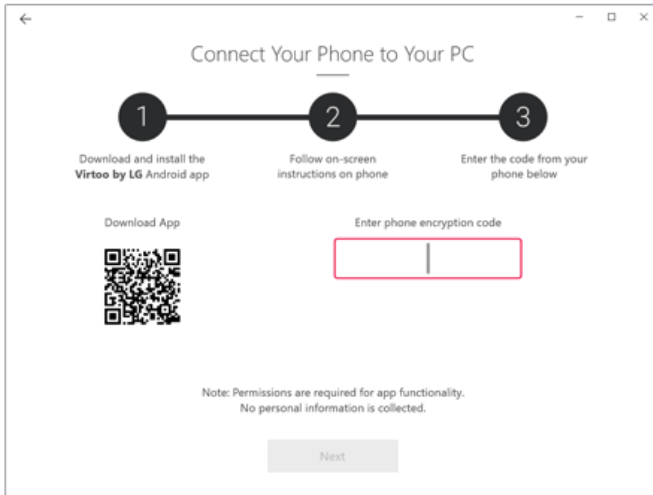 Connect Your Phone to Your PC
1
2
3
Download and install the
Virtoo by LG Android app
Follow on-screen
instructions on phone
Enter the code from your
phone below
Download App
Enter phone encryption code
Note: Permissions are required for app functionality.
No personal information is collected.
Next